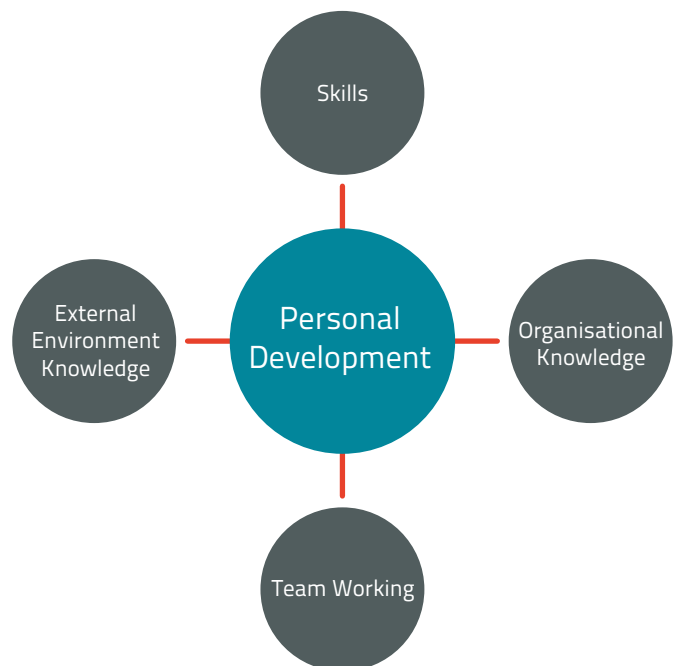 Skills
External
Environment
Knowledge
Personal
Development
Organisational
Knowledge
Team Working